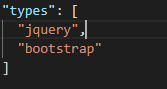 "types": [
"jquery",
"bootstrap"
]